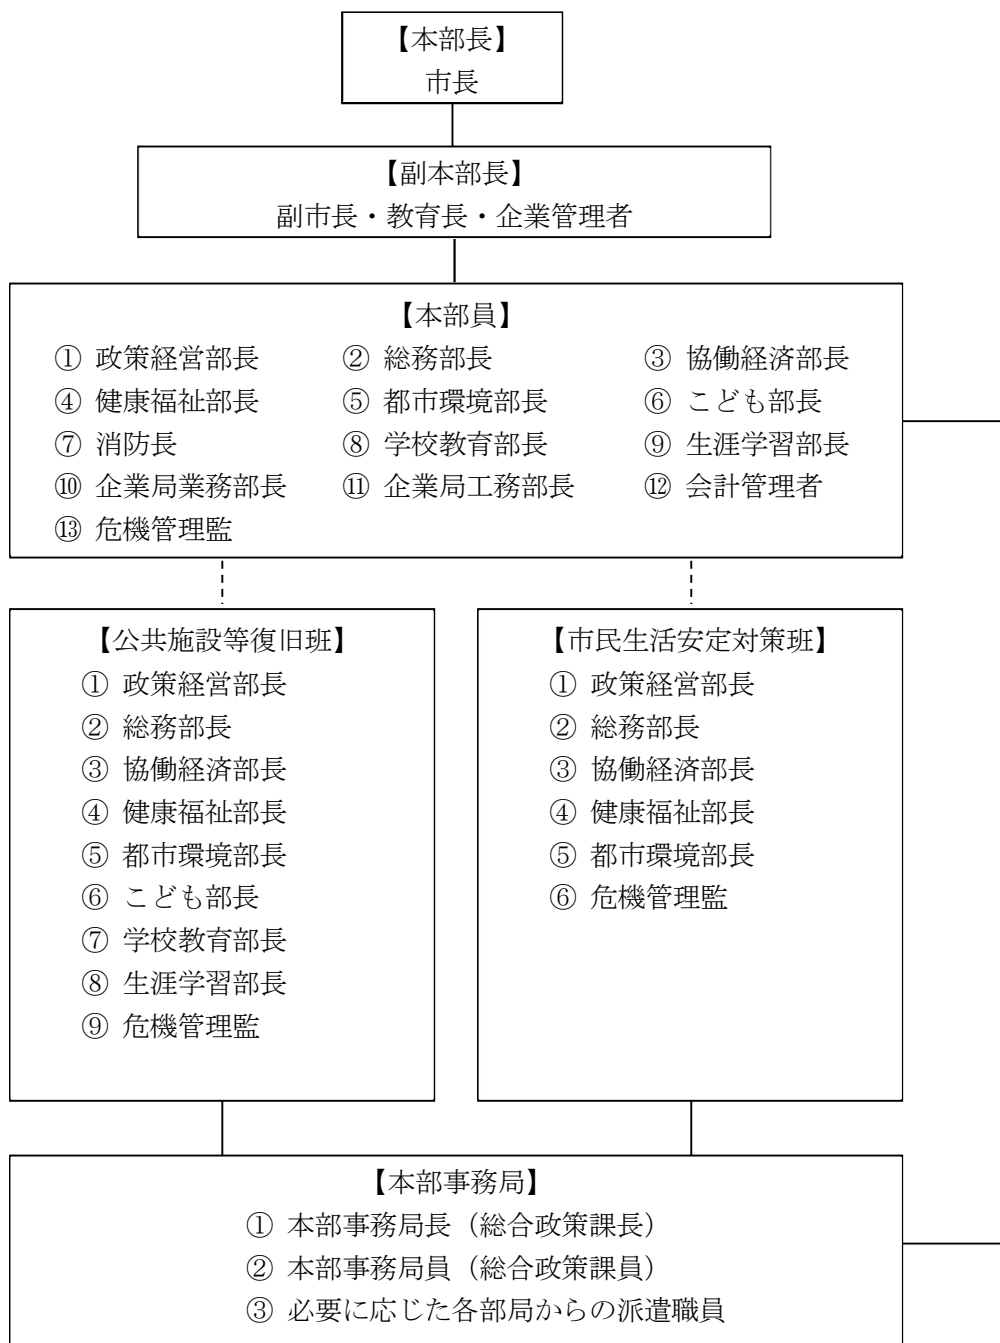 【本部長】
市長
【副本部長】
副市長・教育長・企業管理者
【本部員】
① 政策経営部長 ② 総務部長 ③ 協働経済部長
④ 健康福祉部長 ⑤ 都市環境部長 ⑥ こども部長
⑦ 消防長 ⑧ 学校教育部長 ⑨ 生涯学習部長
⑩ 企業局業務部長 ⑪ 企業局工務部長 ⑫ 会計管理者
⑬ 危機管理監
【公共施設等復旧班】
① 政策経営部長
② 総務部長
③ 協働経済部長
④ 健康福祉部長
⑤ 都市環境部長
⑥ こども部長
⑦ 学校教育部長
⑧ 生涯学習部長
⑨ 危機管理監
【市民生活安定対策班】
① 政策経営部長
② 総務部長
③ 協働経済部長
④ 健康福祉部長
⑤ 都市環境部長
⑥ 危機管理監
【本部事務局】
① 本部事務局長（総合政策課長）
② 本部事務局員（総合政策課員）
③ 必要に応じた各部局からの派遣職員